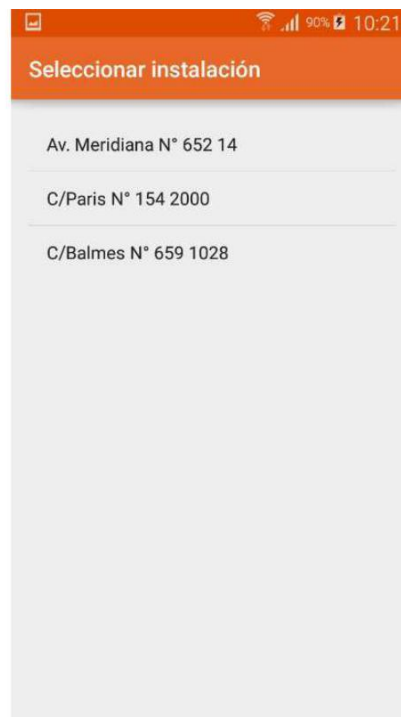 90% 10:21
Seleccionar instalación
Av. Meridiana N° 652 14
C/Paris N° 154 2000
C/Balmes N° 659 1028